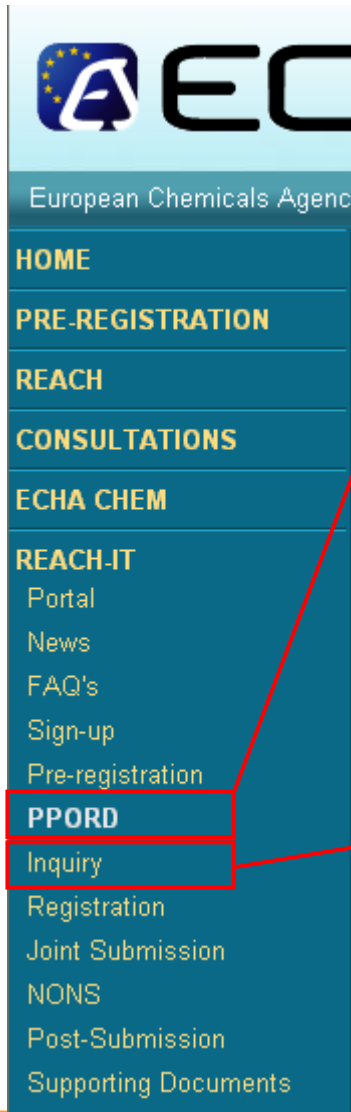 EC
European Chemicals Agenc
HOME
PRE-REGISTRATION
REACH
CONSULTATIONS
ECHA CHEM
REACH-IT
Portal
News
FAQ's
Sign-up
Pre-registration
PPORD
Inquiry
Registration
Joint Submission
NONS
Post-Submission
Supporting Documents